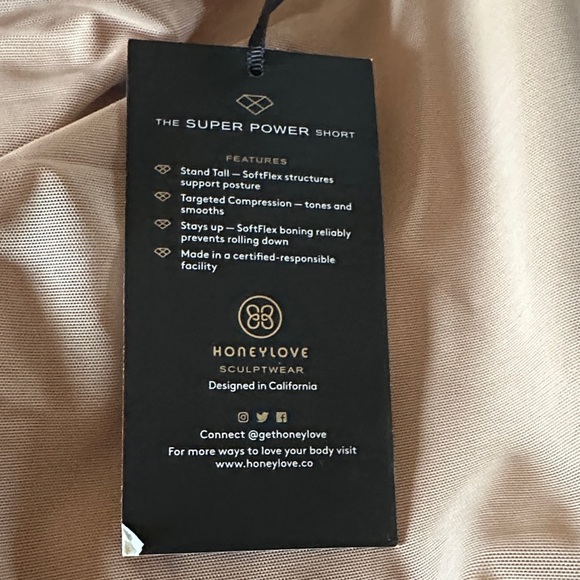 THE SUPER POWER SHORT
FEATURES
Stand Tall — SoftFlex structures
support posture
Targeted Compression — tones and
smooths
Stays up — SoftFlex boning reliably
prevents rolling down
Made in a certified-responsible
facility
HONEYLOVE
SCULPTWEAR
Designed in California
Connect @gethoneylove
For more ways to love your body visit
www.honeylove.co